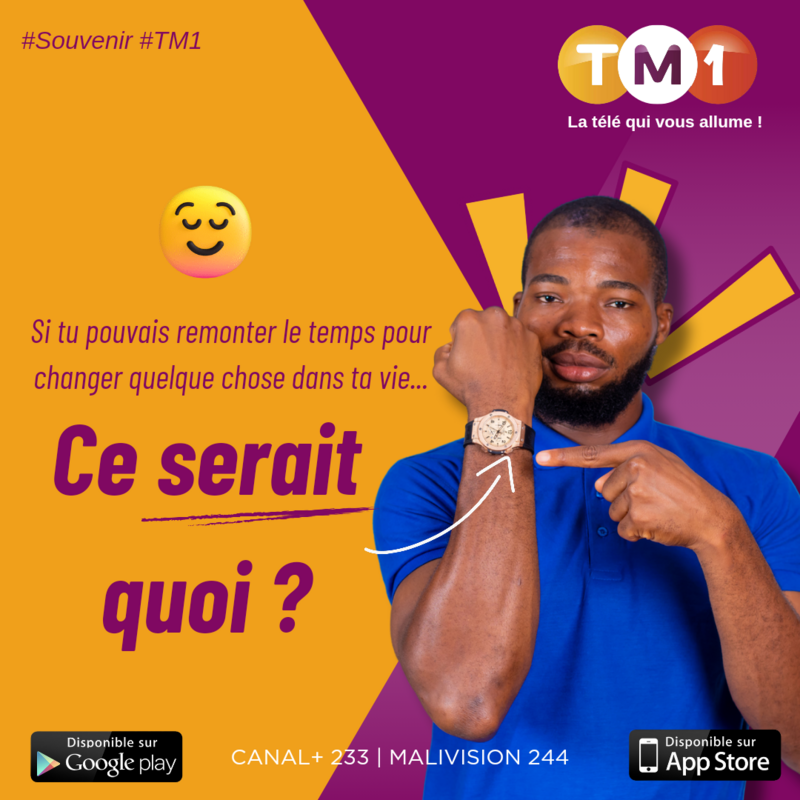 #Souvenir #TM1
TM1
La télé qui vous allume !
Si tu pouvais remonter le temps pour
changer quelque chose dans ta vie...
Ce serait
quoi ?
Disponible sur
Google play
CANAL+ 233 | MALIVISION 244
Disponible sur
App Store